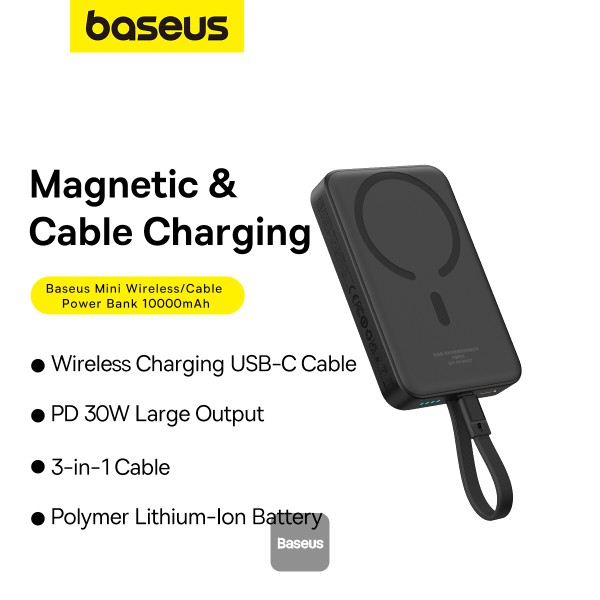 baseus
Magnetic &
Cable Charging
Baseus Mini Wireless/Cable
Power Bank 10000mAh
● Wireless Charging USB-C Cable
● PD 30W Large Output
● 3-in-1 Cable
● Polymer Lithium-Ion Battery
Baseus